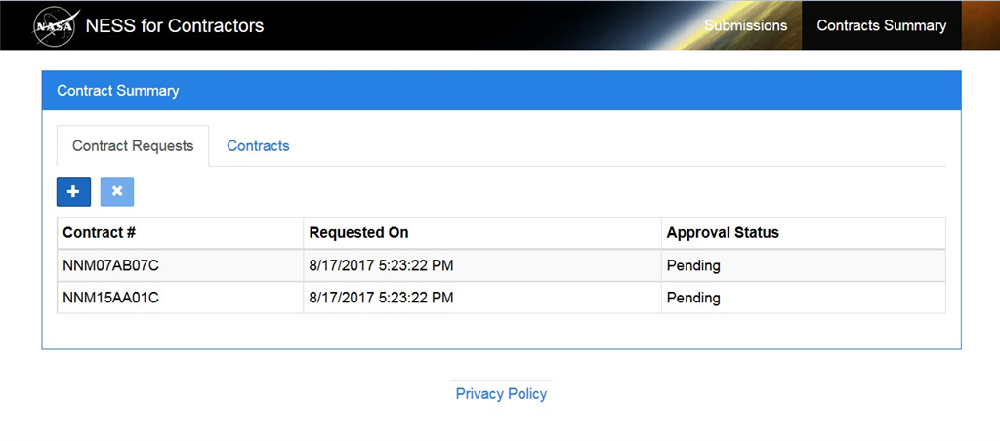 NASA NESS for Contractors Submissions Contracts Summary
Contract Summary
Contract Requests Contracts
Contract # Requested On Approval Status
NNM07AB07C 8/17/2017 5:23:22 PM Pending
NNM15AA01C 8/17/2017 5:23:22 PM Pending
Privacy Policy